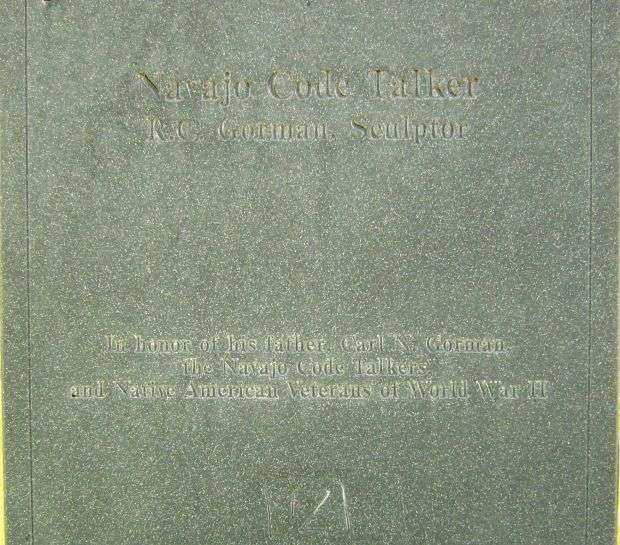 Navajo Code Talker
R.C. Gorman, Sculptor
In honor of his father, Carl N. Gorman,
the Navajo Code Talkers
and Native American Veterans of World War II